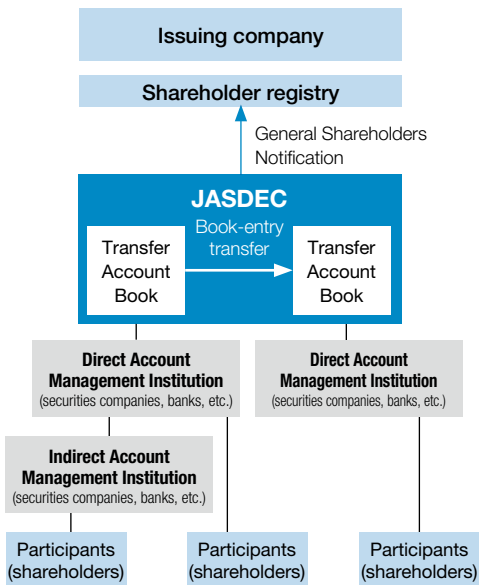 Issuing company
Shareholder registry
General Shareholders
Notification
JASDEC
Book-entry
transfer
Transfer
Account
Book
Transfer
Account
Book
Direct Account
Management Institution
(securities companies, banks, etc.)
Direct Account
Management Institution
(securities companies, banks, etc.)
Indirect Account
Management Institution
(securities companies, banks, etc.)
Participants
(shareholders)
Participants
(shareholders)
Participants
(shareholders)